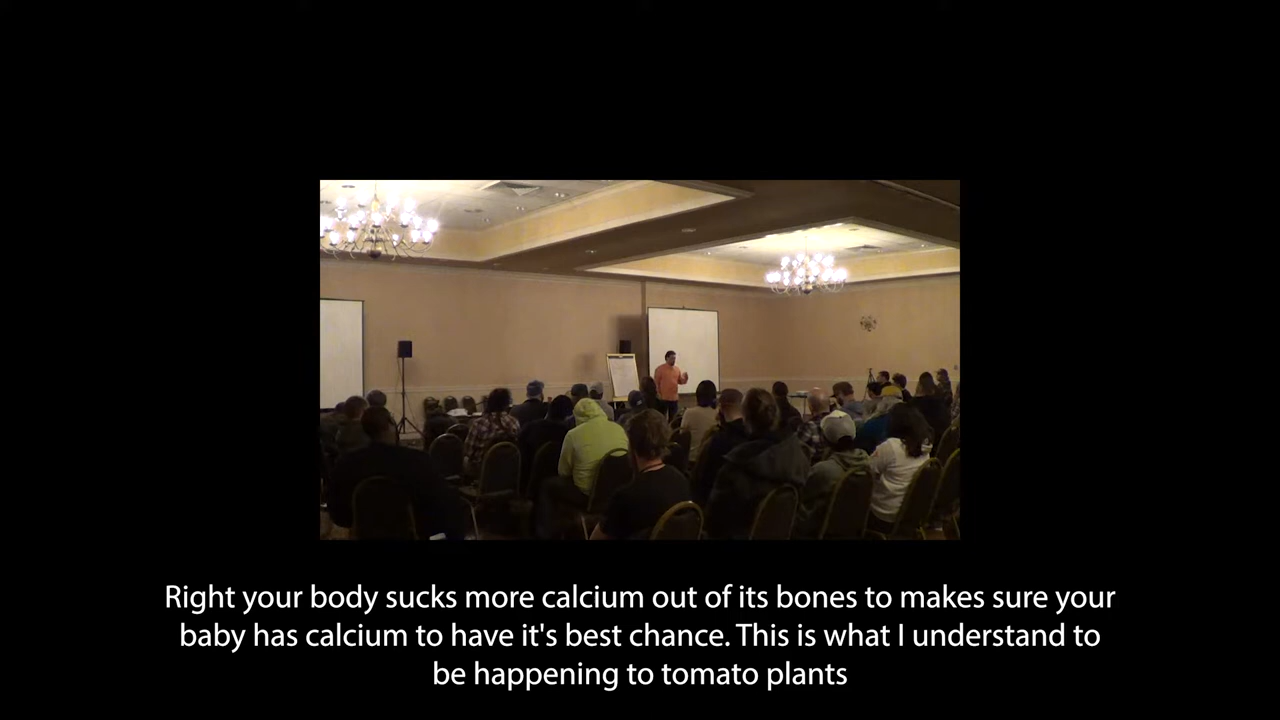 Right your body sucks more calcium out of its bones to makes sure your
baby has calcium to have it's best chance. This is what I understand to
be happening to tomato plants